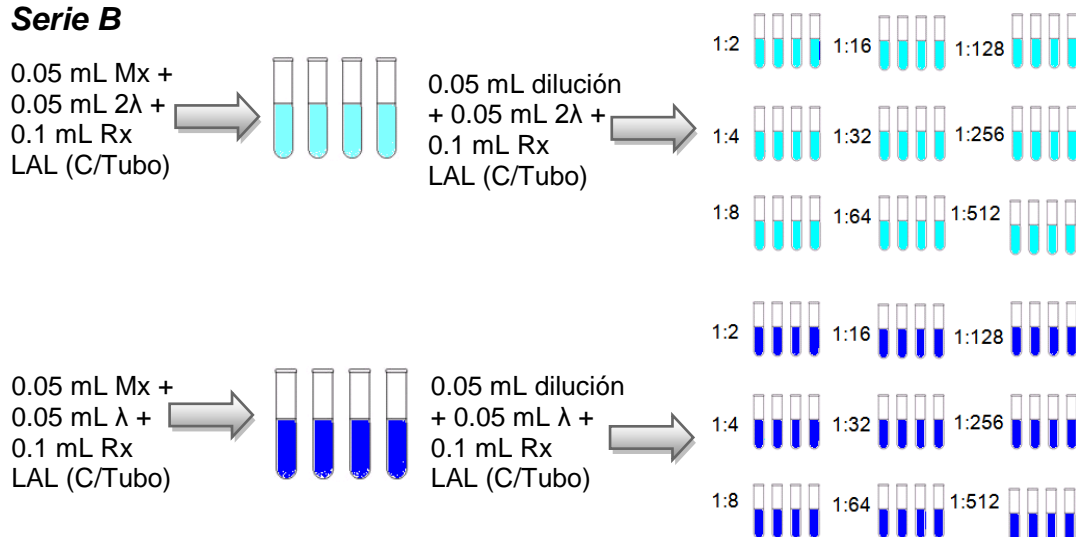 Serie B
0.05 mL Mx +
0.05 mL 2λ +
0.1 mL Rx
LAL (C/Tubo)
0.05 mL dilución
+ 0.05 mL 2λ +
0.1 mL Rx
LAL (C/Tubo)
1:2 1:16 1:128
1:4 1:32 1:256
1:8 1:64 1:512
0.05 mL Mx +
0.05 mL λ +
0.1 mL Rx
LAL (C/Tubo)
0.05 mL dilución
+ 0.05 mL λ +
0.1 mL Rx
LAL (C/Tubo)
1:2 1:16 1:128
1:4 1:32 1:256
1:8 1:64 1:512